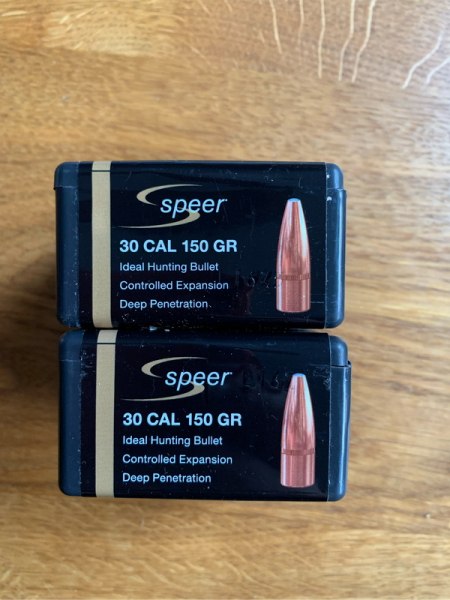 Speer
30 CAL 150 GR
Ideal Hunting Bullet
Controlled Expansion
Deep Penetration
Speer
30 CAL 150 GR
Ideal Hunting Bullet
Controlled Expansion
Deep Penetration